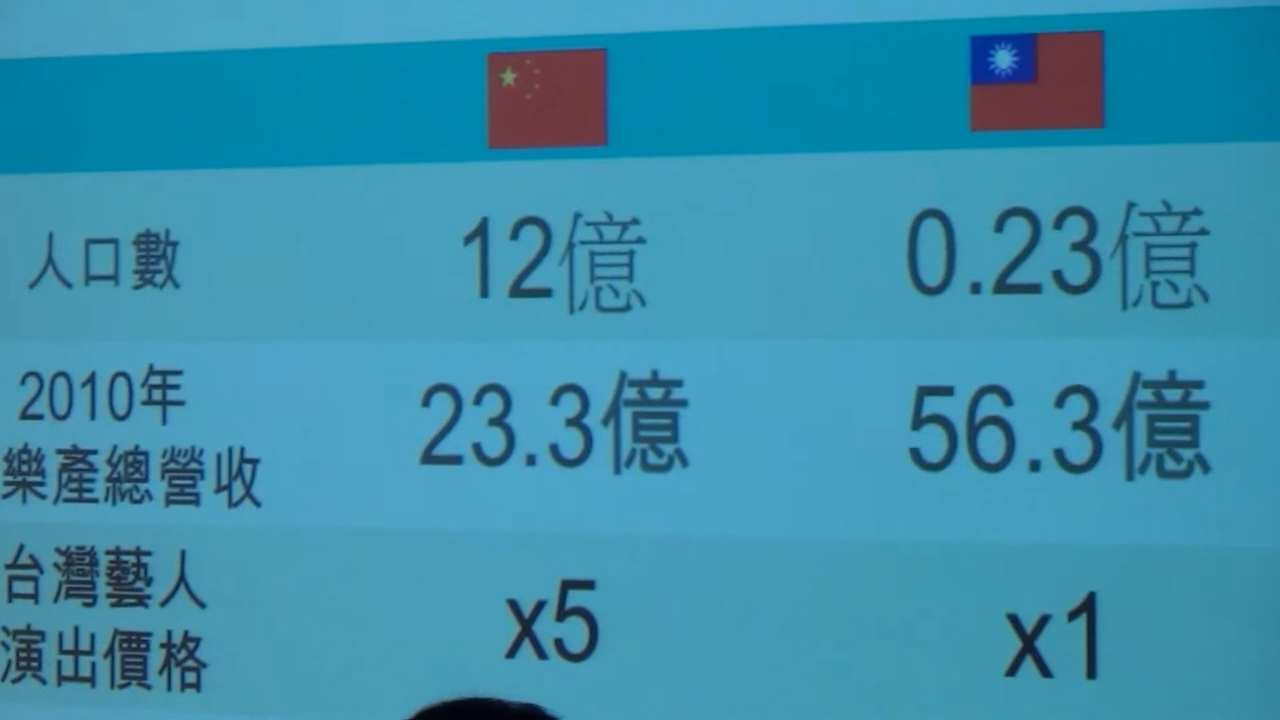 人口數 12億 0.23億
2010年
樂產總營收 23.3億 56.3億
台灣藝人
演出價格 x5 x1